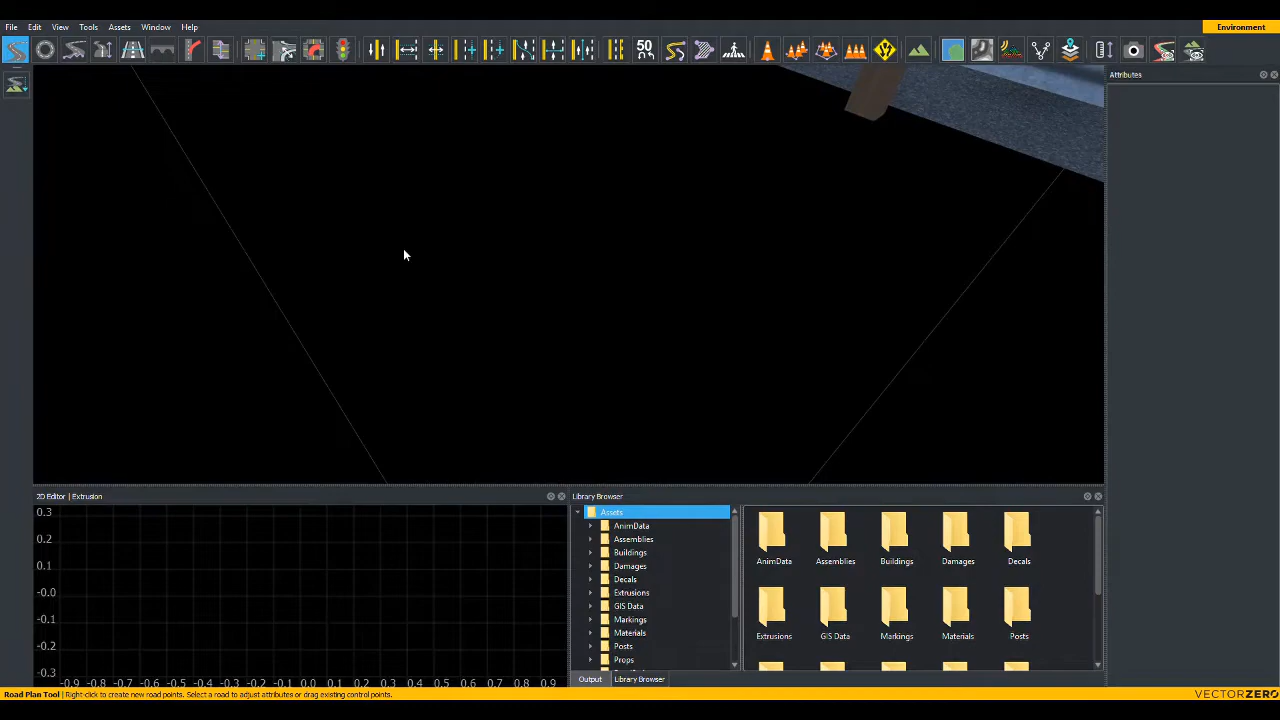 File Edit View Tools Assets Window Help
Environment
50
Attributes
2D Editor | Extrusion
0.3
0.2
0.1
-0.0
-0.1
-0.2
-0.3
-0.9 -0.8 -0.7 -0.6 -0.5 -0.4 -0.3 -0.2 -0.1 0.0 0.1 0.2 0.3 0.4 0.5 0.6 0.7 0.8 0.9
Library Browser
Assets
AnimData
Assemblies
Buildings
Damages
Decals
Extrusions
GIS Data
Markings
Materials
Posts
Props
AnimData Assemblies Buildings Damages Decals
Extrusions GIS Data Markings Materials Posts
Output Library Browser
Road Plan Tool | Right-click to create new road points. Select a road to adjust attributes or drag existing control points.
VECTORZERO